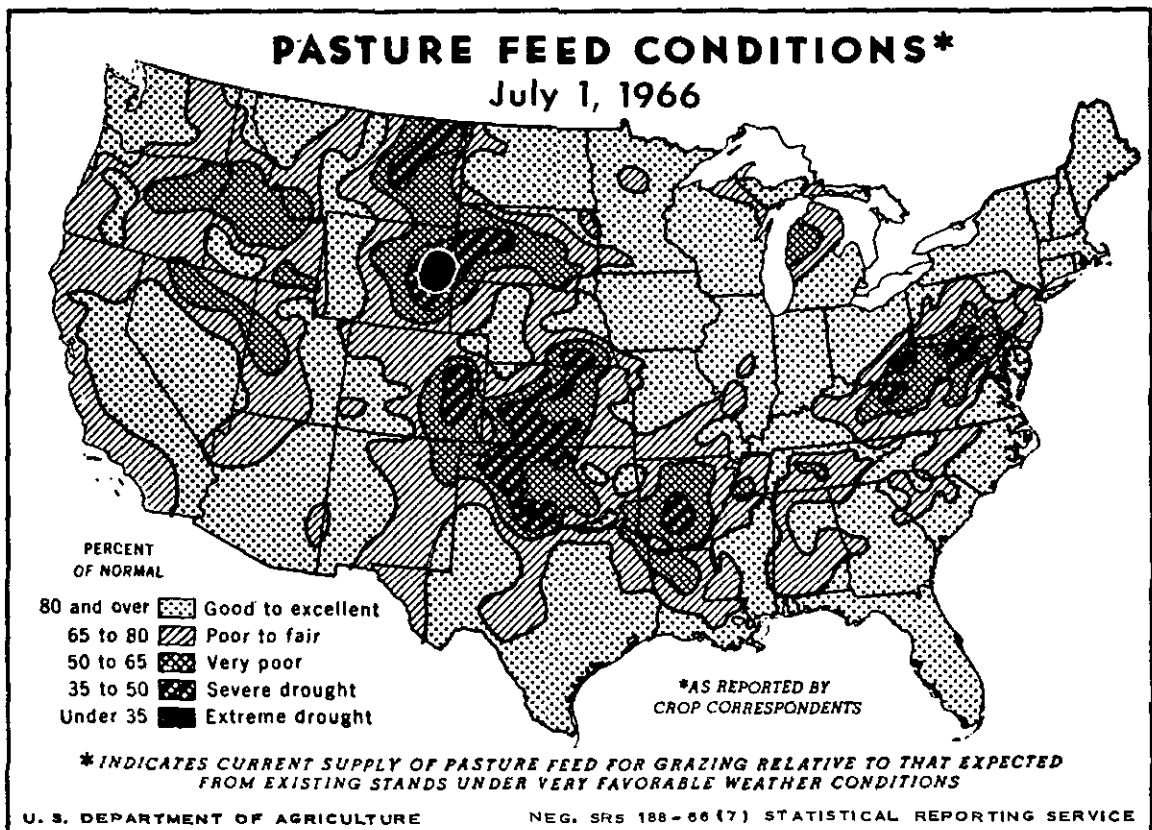 PASTURE FEED CONDITIONS*
July 1, 1966
PERCENT
OF NORMAL
80 and over Good to excellent
65 to 80 Poor to fair
50 to 65 Very poor
35 to 50 Severe drought
Under 35 Extreme drought
*AS REPORTED BY
CROP CORRESPONDENTS
* INDICATES CURRENT SUPPLY OF PASTURE FEED FOR GRAZING RELATIVE TO THAT EXPECTED
FROM EXISTING STANDS UNDER VERY FAVORABLE WEATHER CONDITIONS
U. S. DEPARTMENT OF AGRICULTURE NEG. SRS 188-66 (7) STATISTICAL REPORTING SERVICE